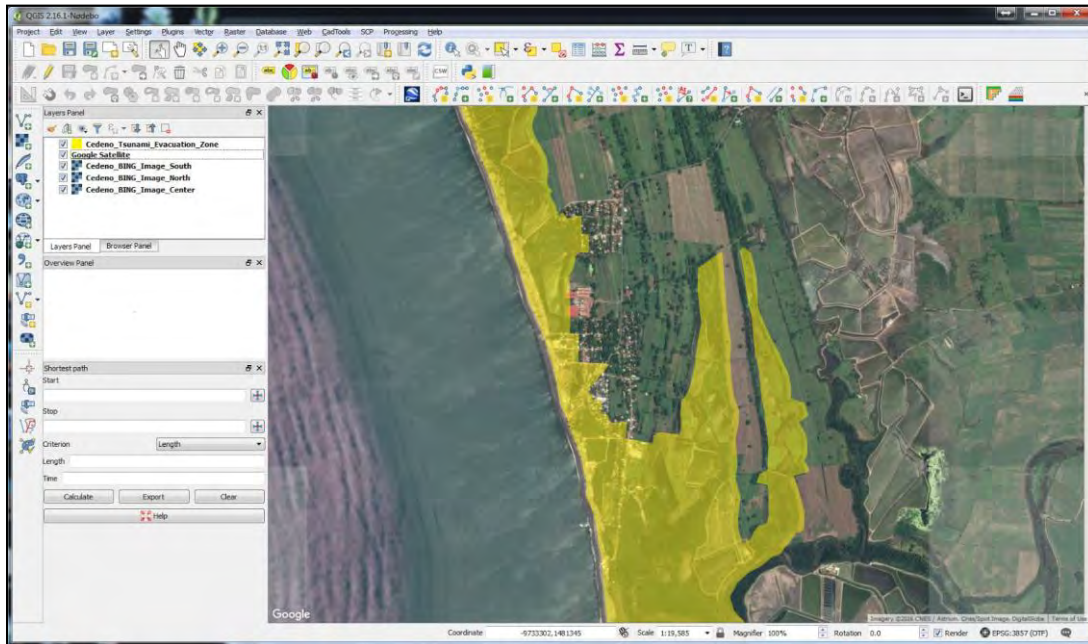 QGIS 2.16.1-Nødebo
Project Edit View Layer Settings Plugins Vector Raster Database Web CadTools SCP Processing Help
CSW
Layers Panel
Cedeno_Tsunami_Evacuation_Zone
Google Satellite
Cedeno_BING_Image_South
Cedeno_BING_Image_North
Cedeno_BING_Image_Center
Layers Panel Browser Panel
Overview Panel
Shortest path
Start
Stop
Criterion Length
Length
Time
Calculate Export Clear
Help
Google
Coordinate -9733302,1481345 Scale 1:19,585 Magnifier 100% Rotation 0.0 Render EPSG:3857 (OTF)